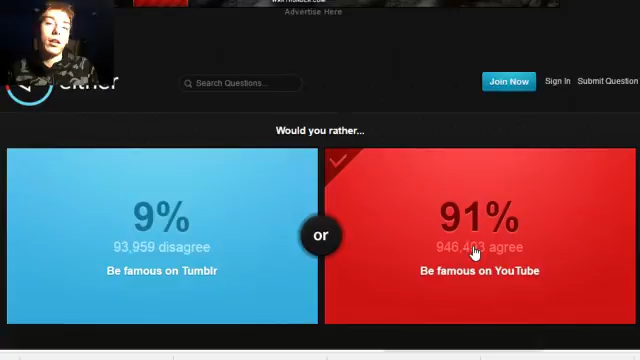 Advertise Here
either
Search Questions...
Join Now
Sign In
Submit Question
Would you rather...
9%
93,959 disagree
Be famous on Tumblr
or
91%
agree
Be famous on YouTube